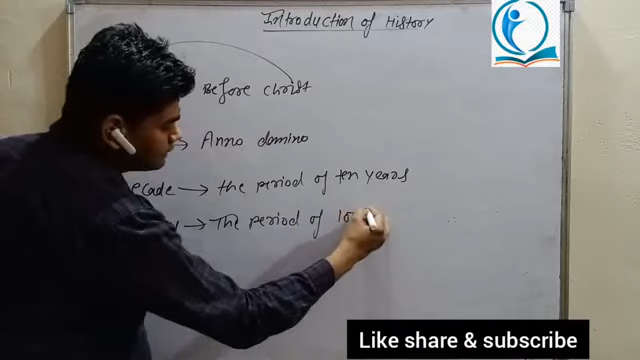 Introduction of History
Before christ
Anno domino
ecade → the period of ten years
→ The period of 10
Like share & subscribe